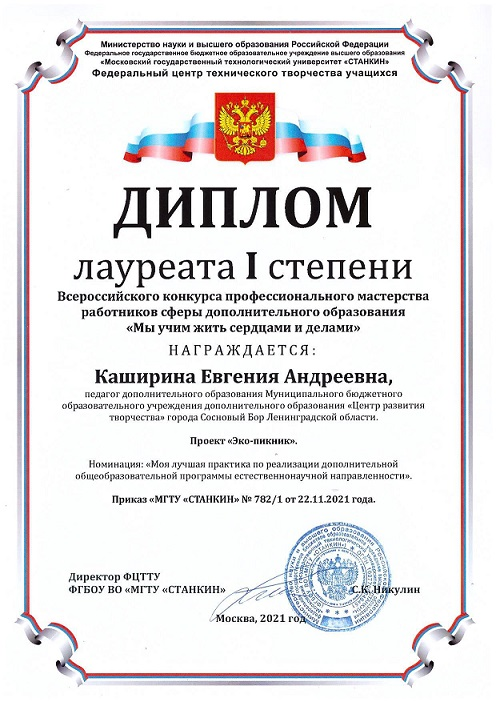 Министерство науки и высшего образования Российской Федерации
Федеральное государственное бюджетное образовательное учреждение высшего образования
«Московский государственный технологический университет «СТАНКИН»
Федеральный центр технического творчества учащихся
ДИПЛОМ
лауреата I степени
Всероссийского конкурса профессионального мастерства
работников сферы дополнительного образования
«Мы учим жить сердцами и делами»
НАГРАЖДАЕТСЯ:
Каширина Евгения Андреевна,
педагог дополнительного образования Муниципального бюджетного
образовательного учреждения дополнительного образования «Центр развития
творчества» города Сосновый Бор Ленинградской области.
Проект «Эко-пикник».
Номинация: «Моя лучшая практика по реализации дополнительной
общеобразовательной программы естественнонаучной направленности».
Приказ «МГТУ «СТАНКИН» № 782/1 от 22.11.2021 года.
Директор ФЦТТУ
ФГБОУ ВО «МГТУ «СТАНКИН» С.К.Никулин
Москва, 2021 год